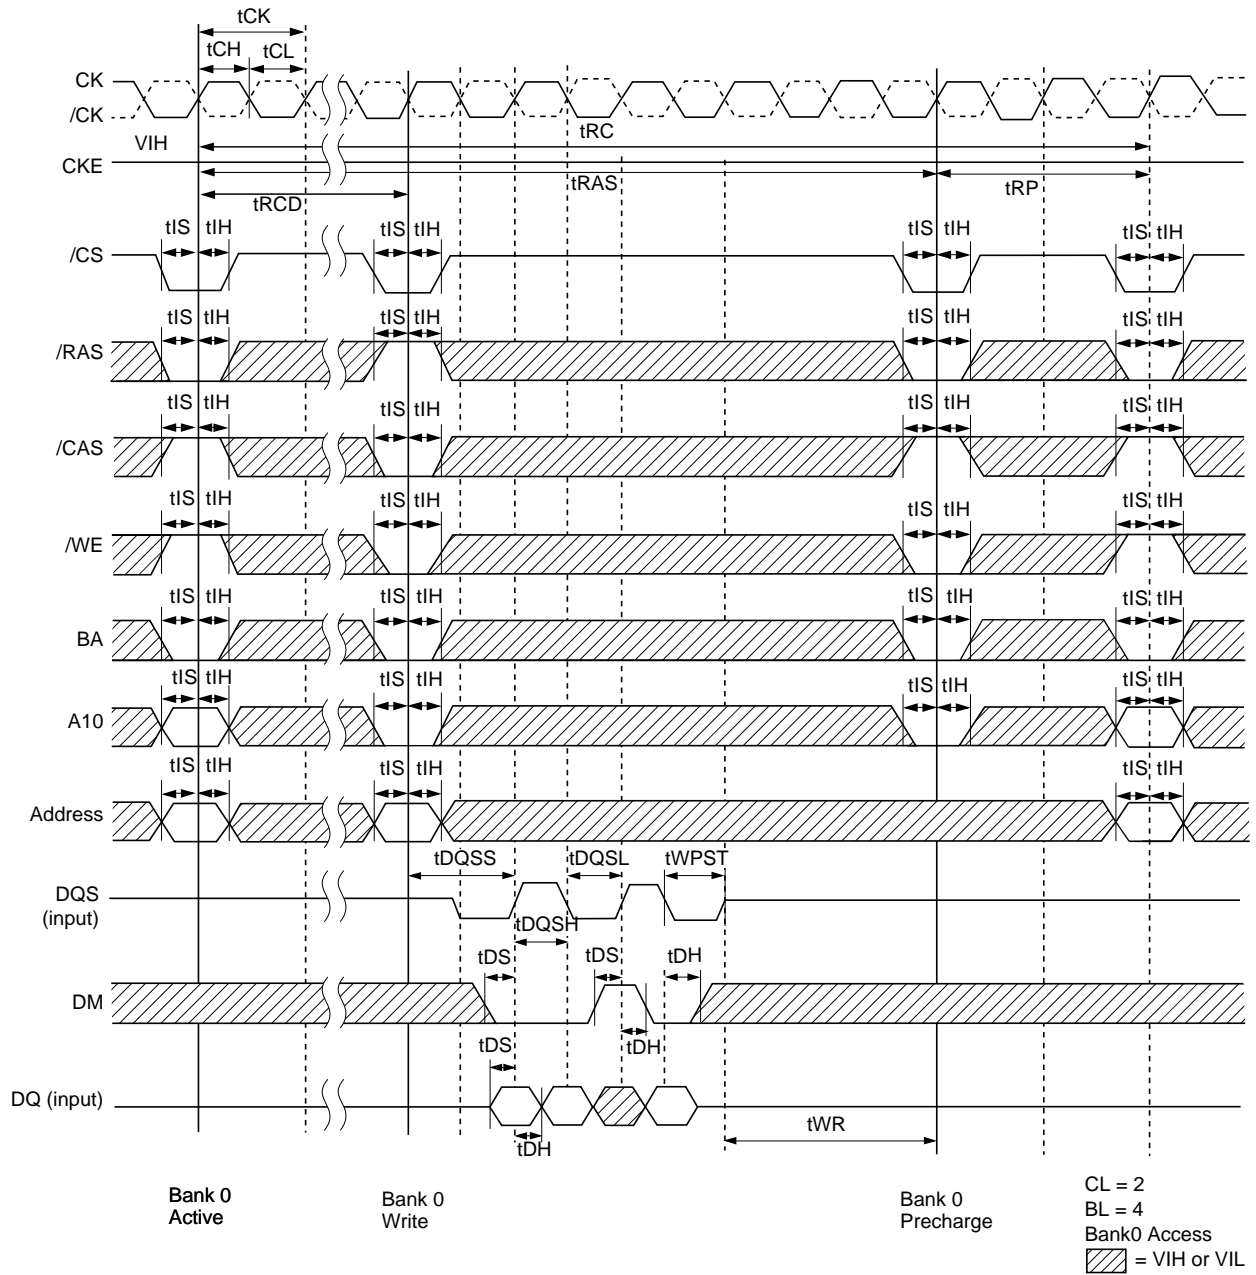 tCK
tCH tCL
CK
/CK
tRC
VIH
CKE
tRAS
tRP
tRCD
tIS tIH tIS tIH tIS tIH tIS tIH
/CS
tIS tIH tIS tIH tIS tIH tIS tIH
/RAS
tIS tIH tIS tIH tIS tIH tIS tIH
/CAS
tIS tIH tIS tIH tIS tIH tIS tIH
/WE
tIS tIH tIS tIH tIS tIH tIS tIH
BA
tIS tIH tIS tIH tIS tIH tIS tIH
A10
tIS tIH tIS tIH tIS tIH
Address
tDQSS tDQSL tWPST
DQS
(input)
tDQSH
tDS tDS tDH
DM
tDS tDH
DQ (input)
tDH
tWR
Bank 0
Active
Bank 0
Write
Bank 0
Precharge
CL = 2
BL = 4
Bank0 Access
= VIH or VIL